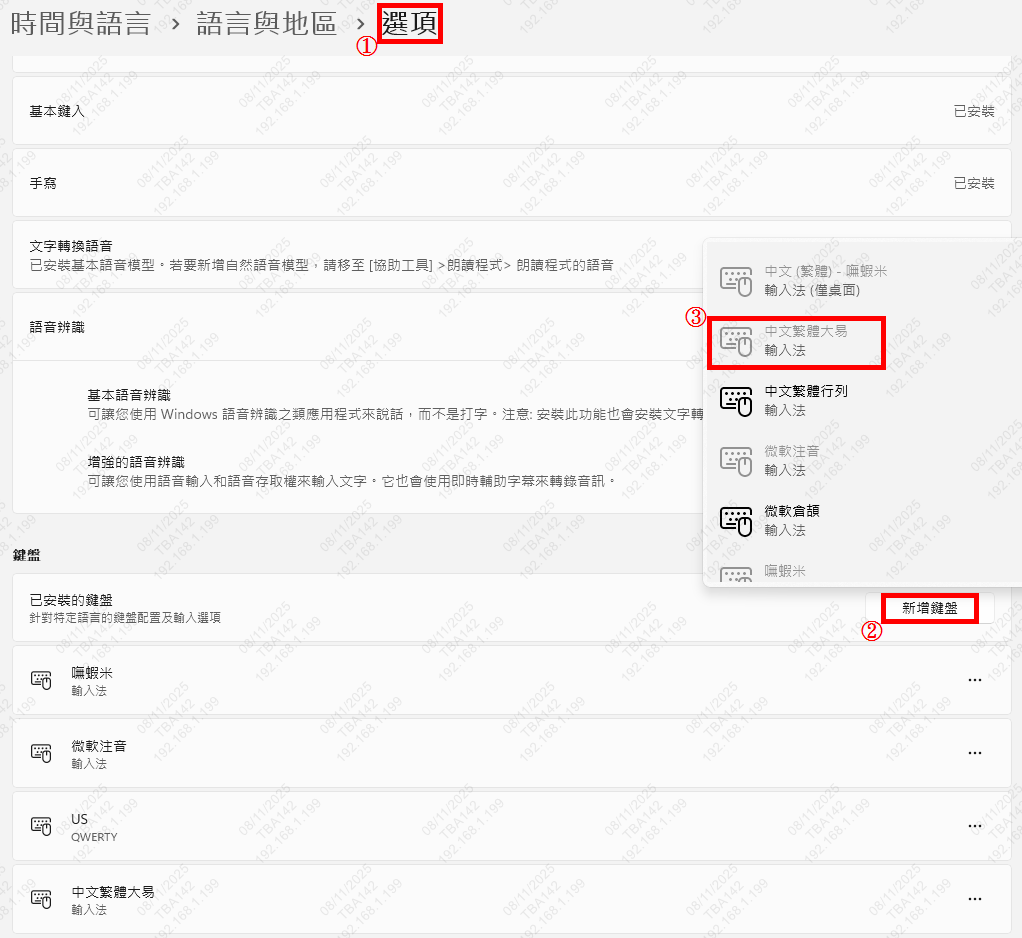 時間與語言 › 語言與地區 › 選項
①
基本鍵入
已安裝
手寫
已安裝
文字轉換語音
已安裝基本語音模型。若要新增自然語音模型，請移至 [協助工具] >朗讀程式> 朗讀程式的語音
語音辨識
基本語音辨識
可讓您使用 Windows 語音辨識之類應用程式來說話，而不是打字。注意: 安裝此功能也會安裝文字轉
增強的語音辨識
可讓您使用語音輸入和語音存取權來輸入文字。它也會使用即時輔助字幕來轉錄音訊。
中文 (繁體) - 嘸蝦米
輸入法 (僅桌面)
③
中文繁體大易
輸入法
中文繁體行列
輸入法
微軟注音
輸入法
微軟倉頡
輸入法
嘸蝦米
鍵盤
已安裝的鍵盤
針對特定語言的鍵盤配置及輸入選項
新增鍵盤
②
嘸蝦米
輸入法
...
微軟注音
輸入法
...
US
QWERTY
...
中文繁體大易
輸入法
...
08/11/2025
TBA142
192.168.1.199